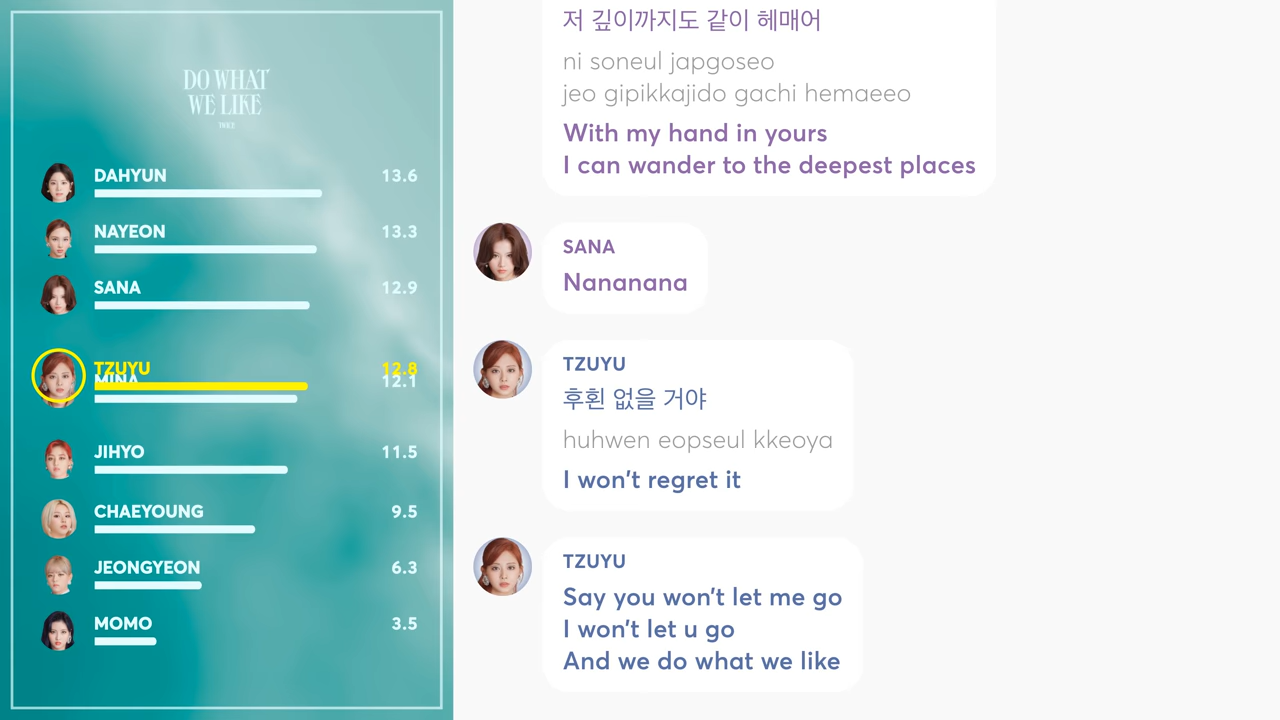 DO WHAT
WE LIKE
TWICE
DAHYUN 13.6
NAYEON 13.3
SANA 12.9
TZUYU 12.8
MINA 12.1
JIHYO 11.5
CHAEYOUNG 9.5
JEONGYEON 6.3
MOMO 3.5
저 깊이까지도 같이 헤매어
ni soneul japgoseo
jeo gipikkajido gachi hemaeeo
With my hand in yours
I can wander to the deepest places
SANA
Nananana
TZUYU
후횐 없을 거야
huhwen eopseul kkeoya
I won't regret it
TZUYU
Say you won't let me go
I won't let u go
And we do what we like